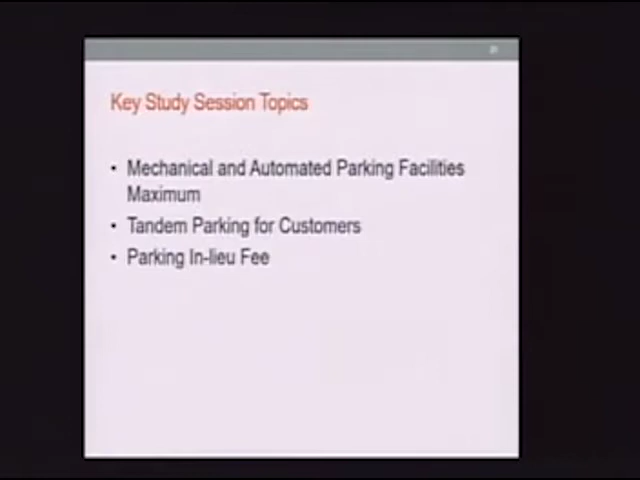 Key Study Session Topics
• Mechanical and Automated Parking Facilities
Maximum
• Tandem Parking for Customers
• Parking In-lieu Fee